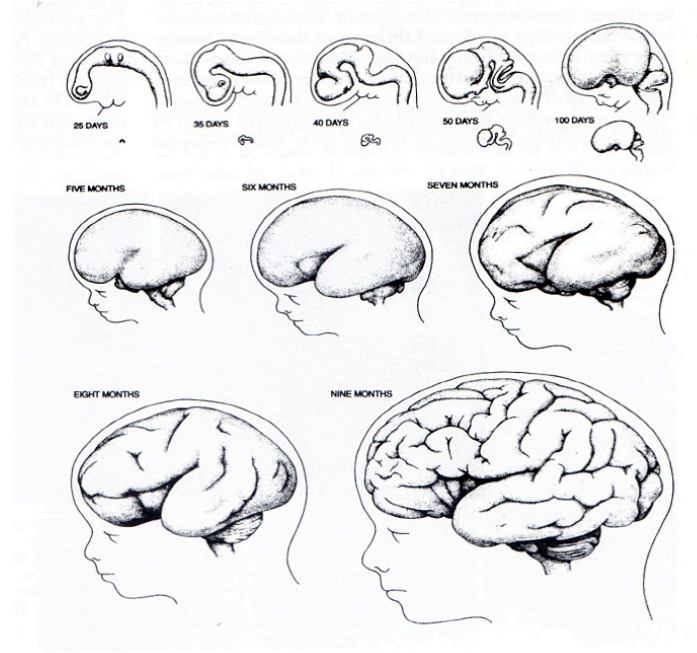 25 DAYS
35 DAYS
40 DAYS
50 DAYS
100 DAYS
FIVE MONTHS
SIX MONTHS
SEVEN MONTHS
EIGHT MONTHS
NINE MONTHS